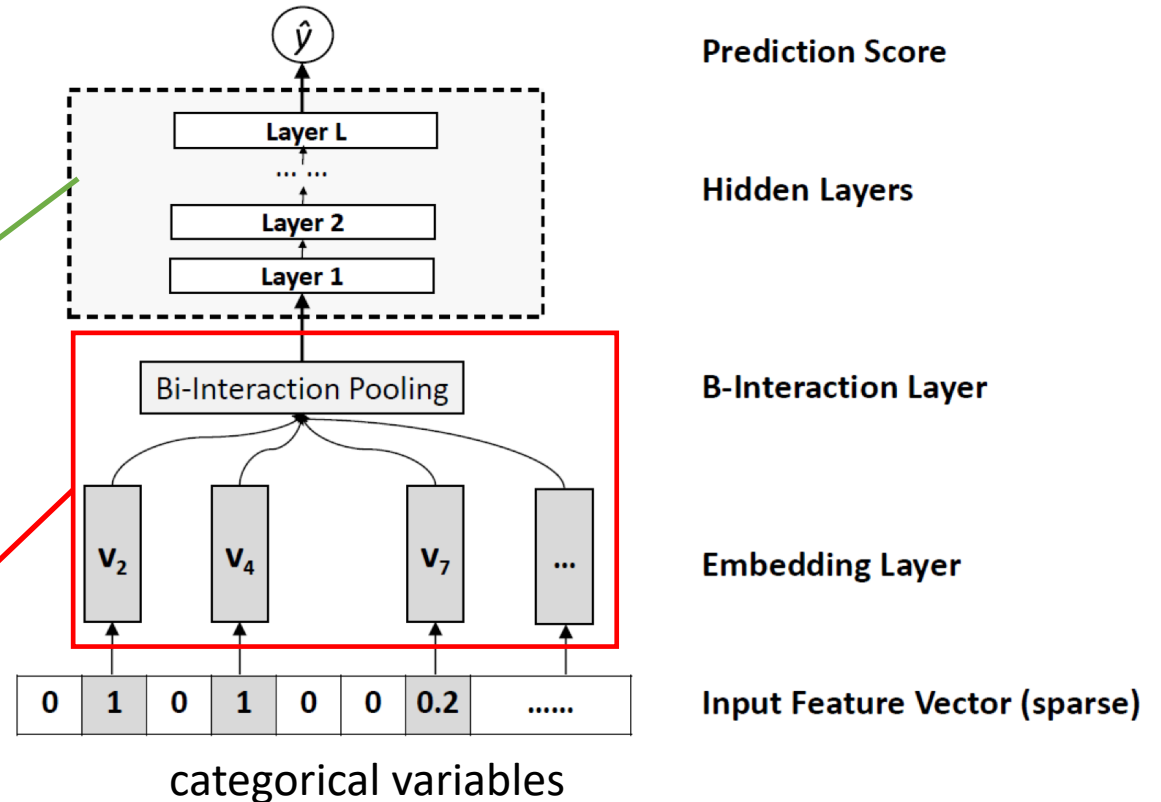 ŷ
Prediction Score
Layer L
... ...
Hidden Layers
Layer 2
Layer 1
Bi-Interaction Pooling
B-Interaction Layer
v₂ v₄ v₇ ...
Embedding Layer
0 1 0 1 0 0 0.2 ......
Input Feature Vector (sparse)
categorical variables